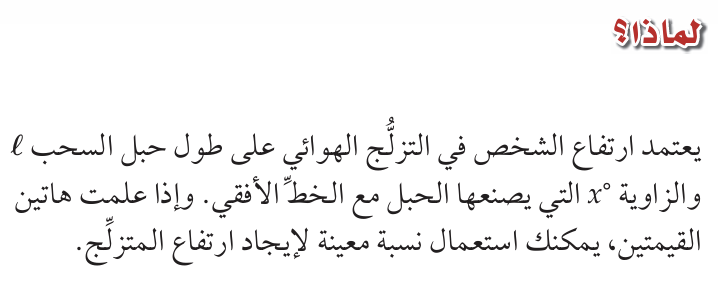 لماذا؟
يعتمد ارتفاع الشخص في التزلُّج الهوائي على طول حبل السحب ℓ
والزاوية x° التي يصنعها الحبل مع الخطِّ الأفقي. وإذا علمت هاتين
القيمتين، يمكنك استعمال نسبة معينة لإيجاد ارتفاع المتزلِّج.